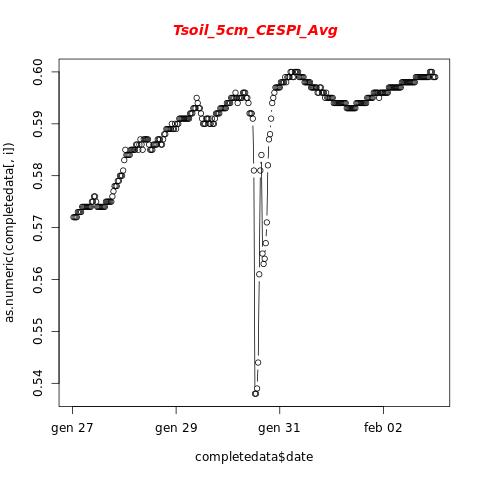 Tsoil_5cm_CESPI_Avg
as.numeric(completedata[, i])
0.60
0.59
0.58
0.57
0.56
0.55
0.54
gen 27
gen 29
gen 31
feb 02
completedata$date